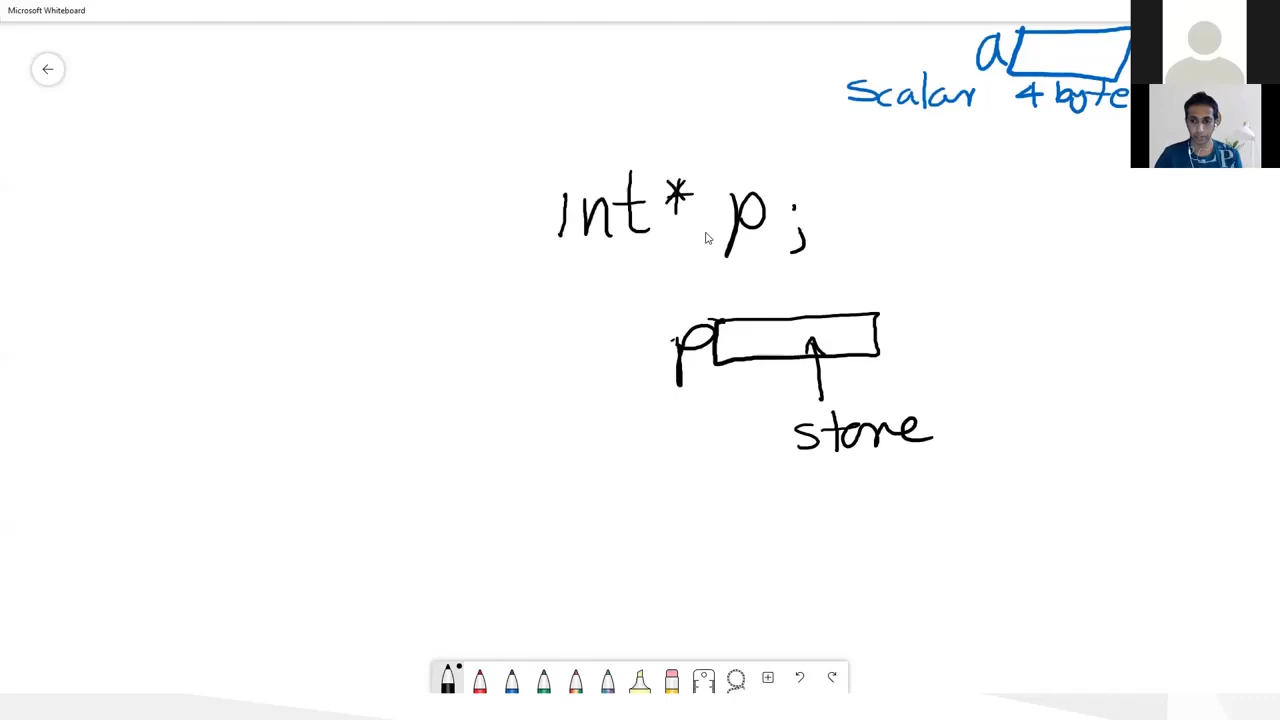 Microsoft Whiteboard
a
Scalar 4 byte
int* p;
p
store